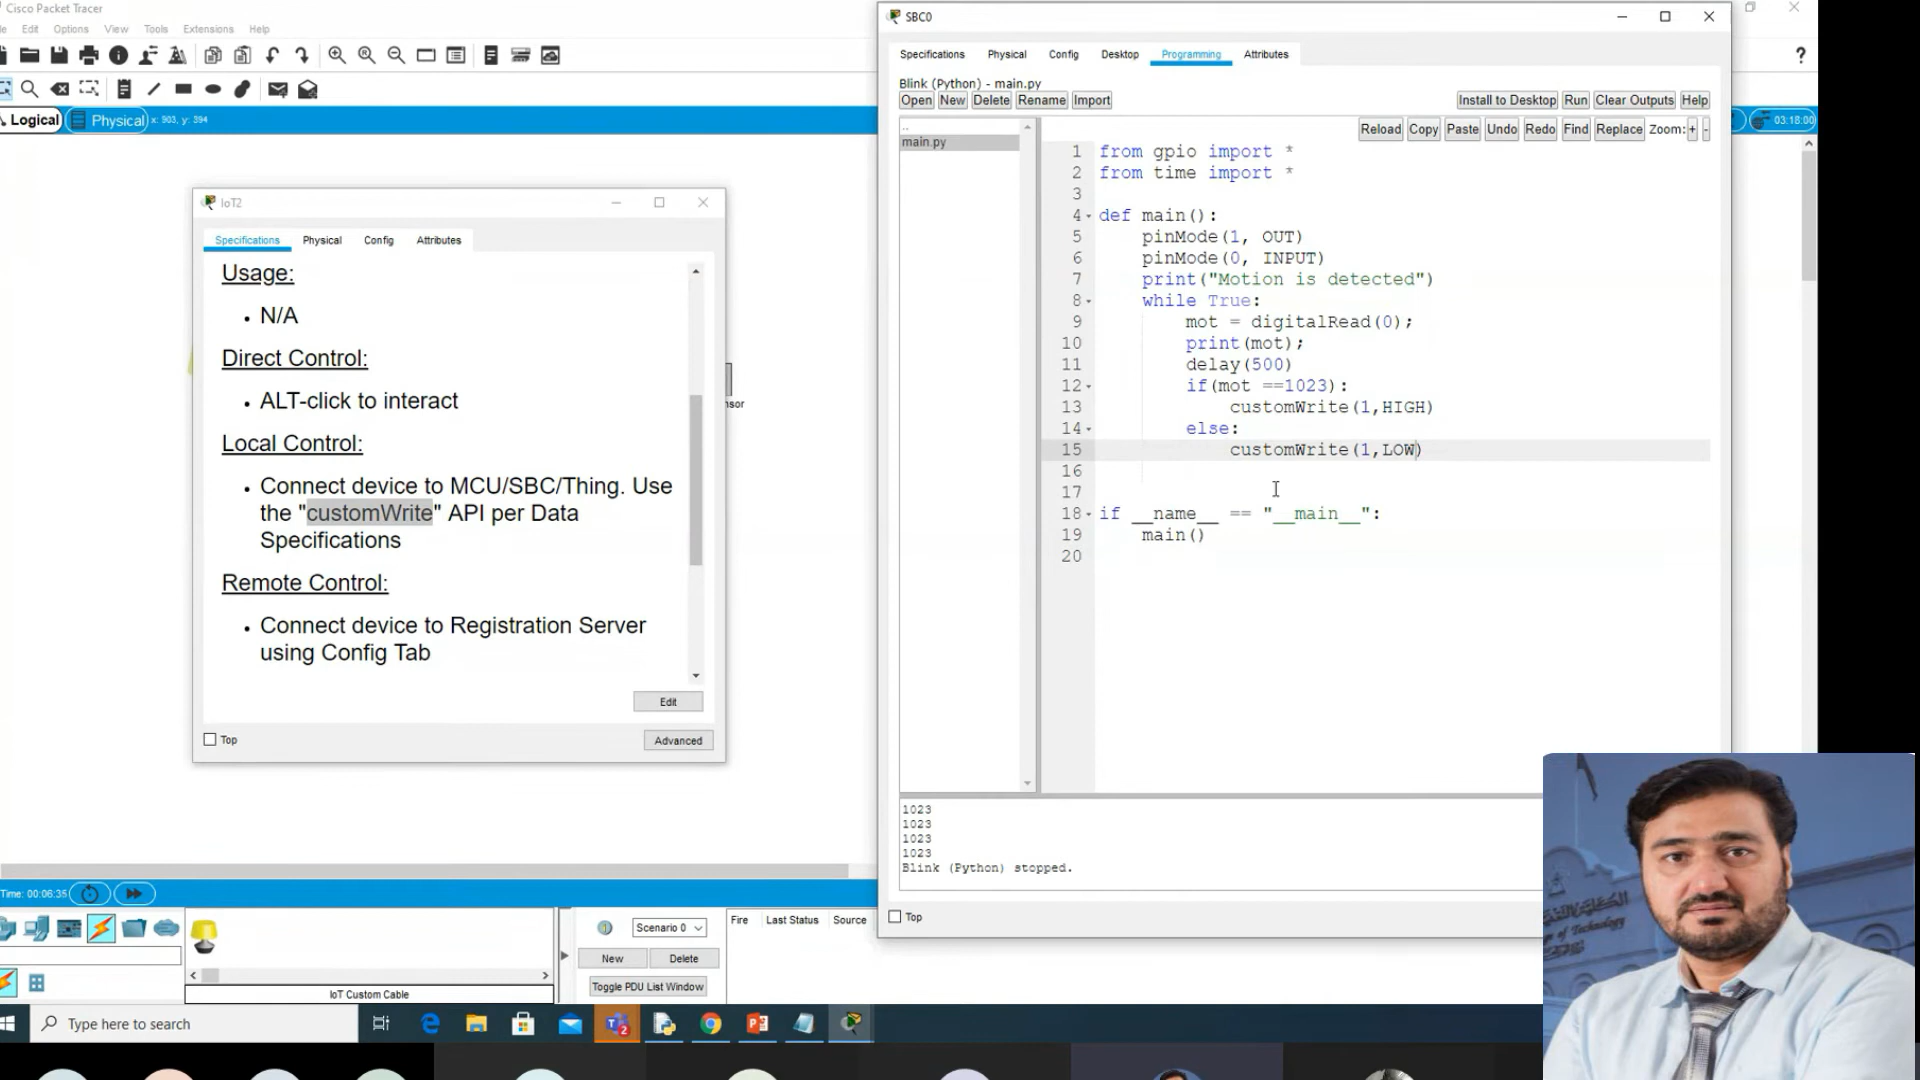 Cisco Packet Tracer
Edit Options View Tools Extensions Help
Logical
Physical x: 903, y: 394
03:18:00
IoT2
Specifications Physical Config Attributes
Usage:
N/A
Direct Control:
ALT-click to interact
Local Control:
Connect device to MCU/SBC/Thing. Use
the "customWrite" API per Data
Specifications
Remote Control:
Connect device to Registration Server
using Config Tab
Edit
Top
Advanced
SBC0
Specifications Physical Config Desktop Programming Attributes
Blink (Python) - main.py
Open New Delete Rename Import
Install to Desktop Run Clear Outputs Help
..
main.py
Reload Copy Paste Undo Redo Find Replace Zoom: + -
1 from gpio import *
2 from time import *
3
4 def main():
5 pinMode(1, OUT)
6 pinMode(0, INPUT)
7 print("Motion is detected")
8 while True:
9 mot = digitalRead(0);
10 print(mot);
11 delay(500)
12 if(mot ==1023):
13 customWrite(1,HIGH)
14 else:
15 customWrite(1,LOW)
16
17
18 if __name__ == "__main__":
19 main()
20
1023
1023
1023
1023
Blink (Python) stopped.
Top
Time: 00:06:35
Scenario 0
New
Delete
Toggle PDU List Window
Fire Last Status Source
IoT Custom Cable
Type here to search